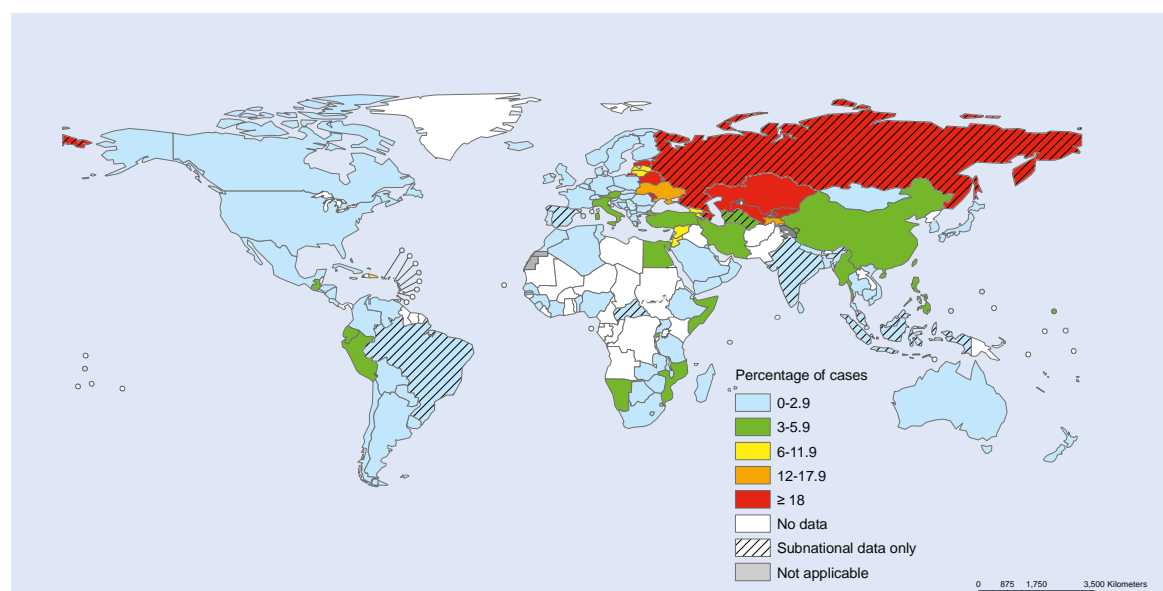 Percentage of cases
0-2.9
3-5.9
6-11.9
12-17.9
≥ 18
No data
Subnational data only
Not applicable
0 875 1,750 3,500 Kilometers